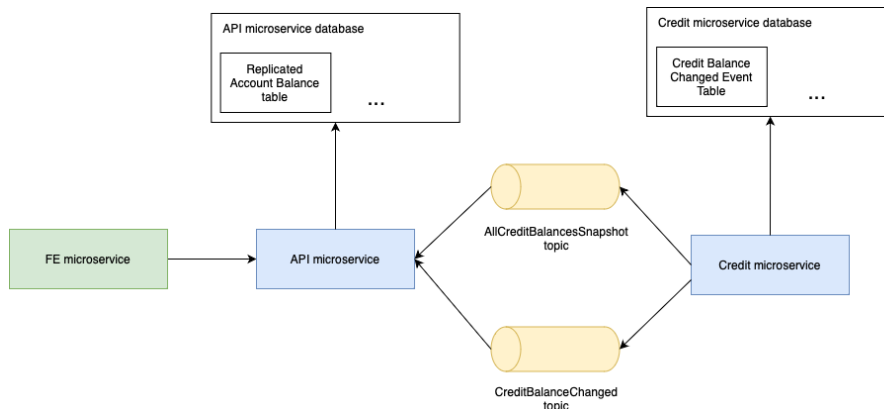 API microservice database
Replicated
Account Balance
table
...
Credit microservice database
Credit Balance
Changed Event
Table
...
AllCreditBalancesSnapshot
topic
FE microservice
API microservice
Credit microservice
CreditBalanceChanged
topic